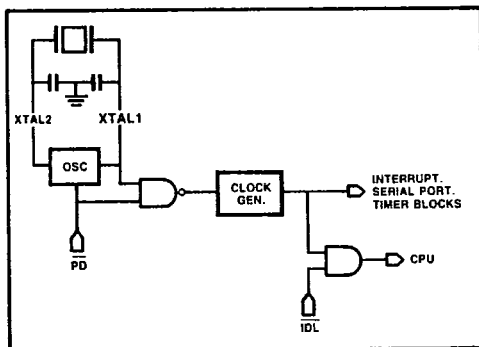 XTAL2
XTAL1
OSC
CLOCK
GEN.
INTERRUPT.
SERIAL PORT.
TIMER BLOCKS
CPU
PD
IDL